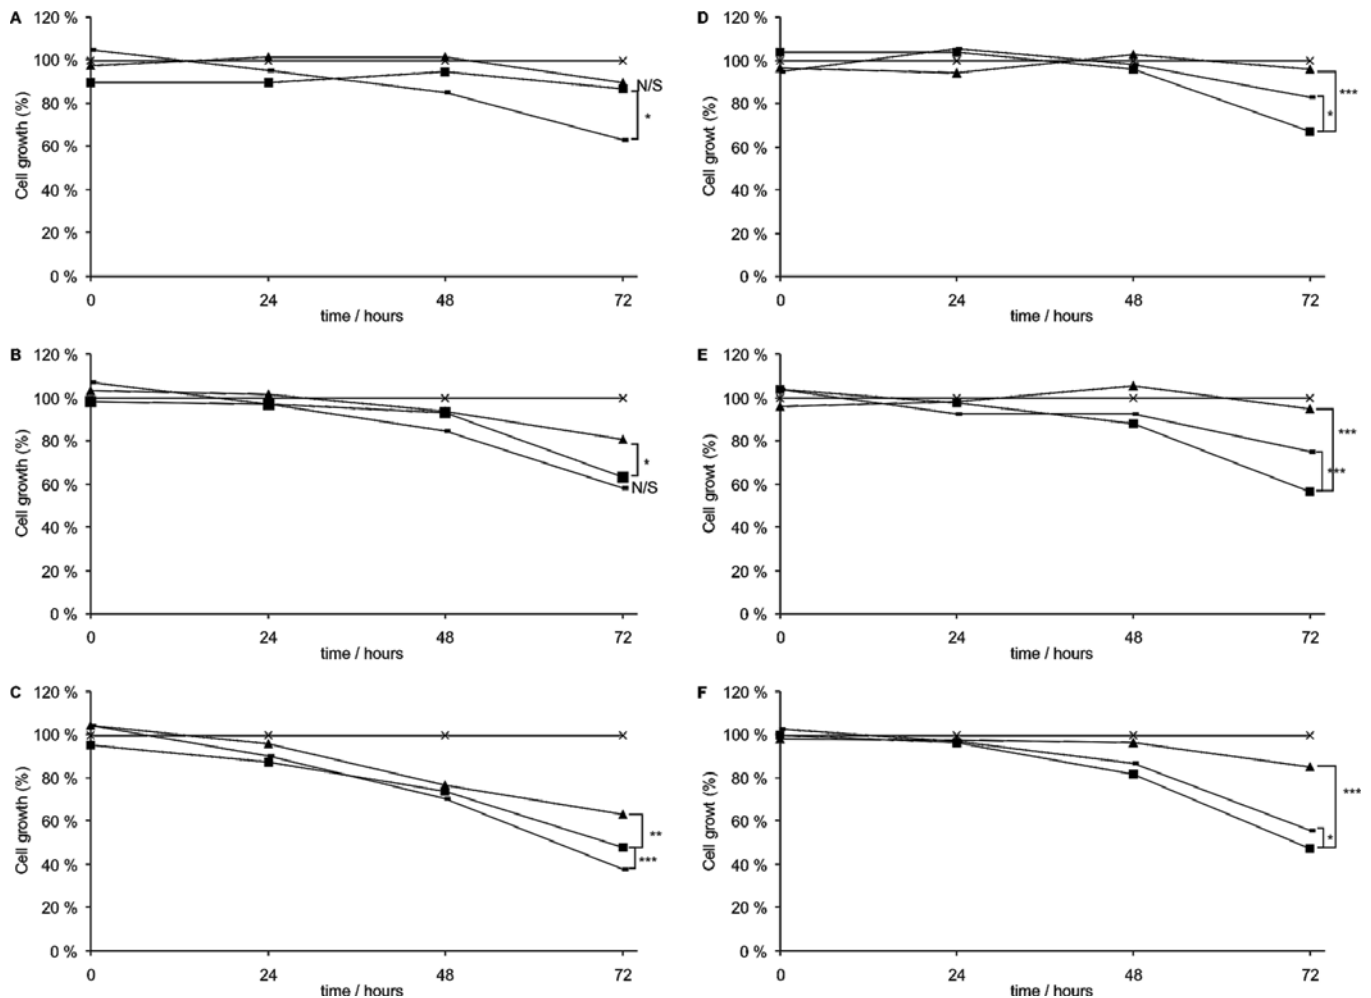 A
120 %
100 %
80 %
60 %
40 %
20 %
0 %
Cell growth (%)
N/S
*
0 24 48 72
time / hours
D
120 %
100 %
80 %
60 %
40 %
20 %
0 %
Cell growt (%)
***
*
0 24 48 72
time / hours
B
120 %
100 %
80 %
60 %
40 %
20 %
0 %
Cell growth (%)
*
N/S
0 24 48 72
time / hours
E
120 %
100 %
80 %
60 %
40 %
20 %
0 %
Cell growt (%)
***
***
0 24 48 72
time / hours
C
120 %
100 %
80 %
60 %
40 %
20 %
0 %
Cell growth (%)
**
***
0 24 48 72
time / hours
F
120 %
100 %
80 %
60 %
40 %
20 %
0 %
Cell growt (%)
***
*
0 24 48 72
time / hours